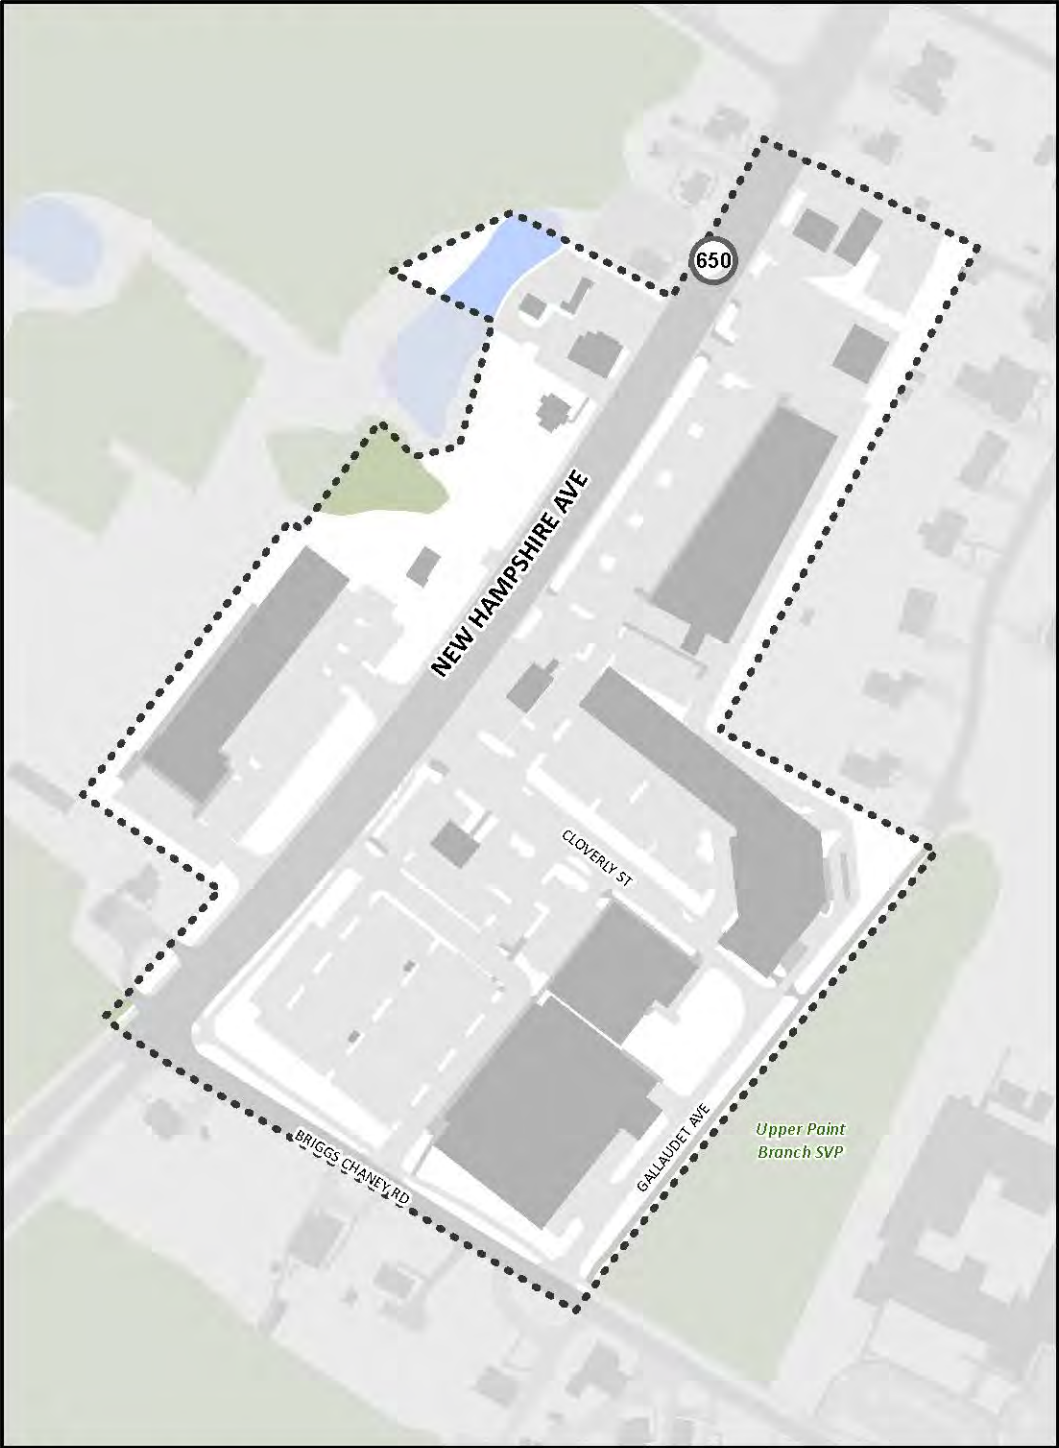 650
NEW HAMPSHIRE AVE
CLOVERLY ST
Upper Paint
Branch SVP
GALLAUDET AVE
BRIGGS CHANEY RD